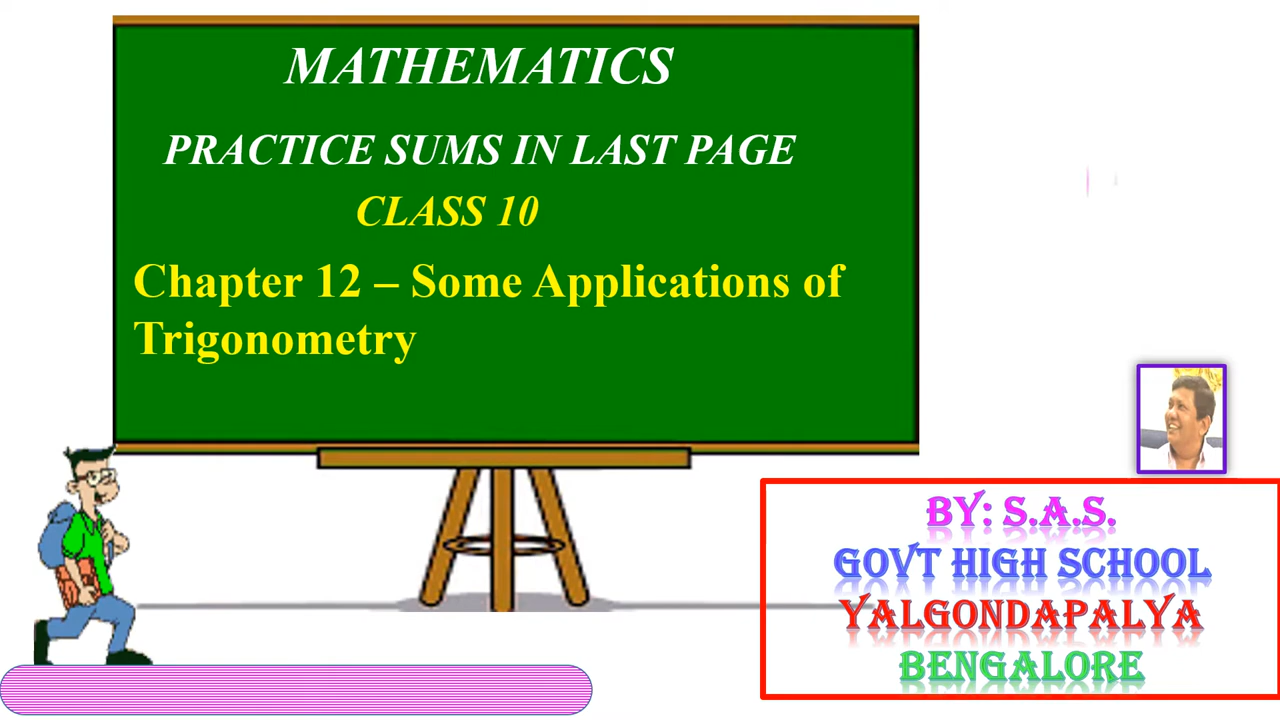 MATHEMATICS
PRACTICE SUMS IN LAST PAGE
CLASS 10
Chapter 12 – Some Applications of
Trigonometry
BY: S.A.S.
GOVT HIGH SCHOOL
YALGONDAPALYA
BENGALORE